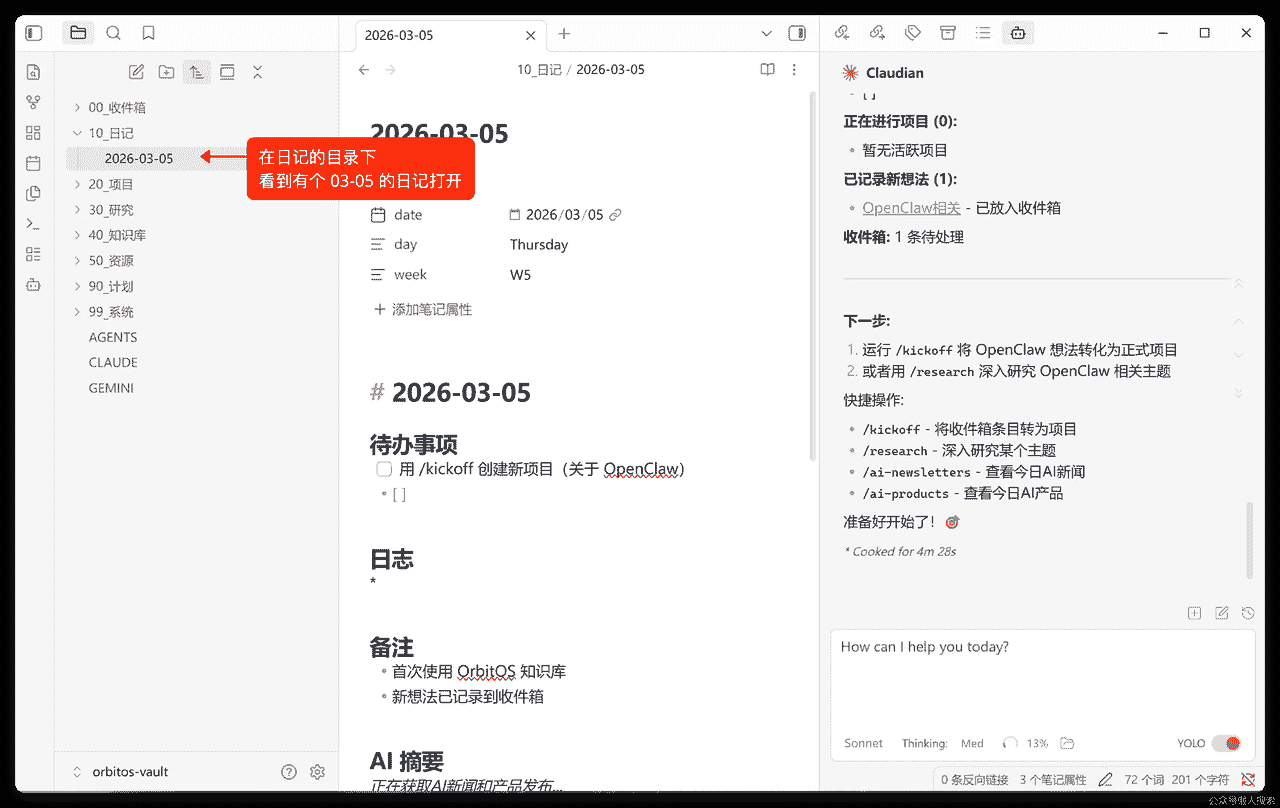 2026-03-05
10_日记 / 2026-03-05
00_收件箱
10_日记
2026-03-05
20_项目
30_研究
40_知识库
50_资源
90_计划
99_系统
AGENTS
CLAUDE
GEMINI
orbitos-vault
在日记的目录下
看到有个 03-05 的日记打开
2026-03-05
date 2026/03/05
day Thursday
week W5
添加笔记属性
# 2026-03-05
待办事项
用 /kickoff 创建新项目（关于 OpenClaw）
[ ]
日志
*
备注
首次使用 OrbitOS 知识库
新想法已记录到收件箱
AI 摘要
正在获取AI新闻和产品发布...
Claudian
[ ]
正在进行项目 (0):
暂无活跃项目
已记录新想法 (1):
OpenClaw相关 - 已放入收件箱
收件箱: 1 条待处理
下一步:
1. 运行 /kickoff 将 OpenClaw 想法转化为正式项目
2. 或者用 /research 深入研究 OpenClaw 相关主题
快捷操作:
/kickoff - 将收件箱条目转为项目
/research - 深入研究某个主题
/ai-newsletters - 查看今日AI新闻
/ai-products - 查看今日AI产品
准备好开始了！
* Cooked for 4m 28s
How can I help you today?
Sonnet Thinking: Med 13% YOLO
0 条反向链接 3 个笔记属性 72 个词 201 个字符